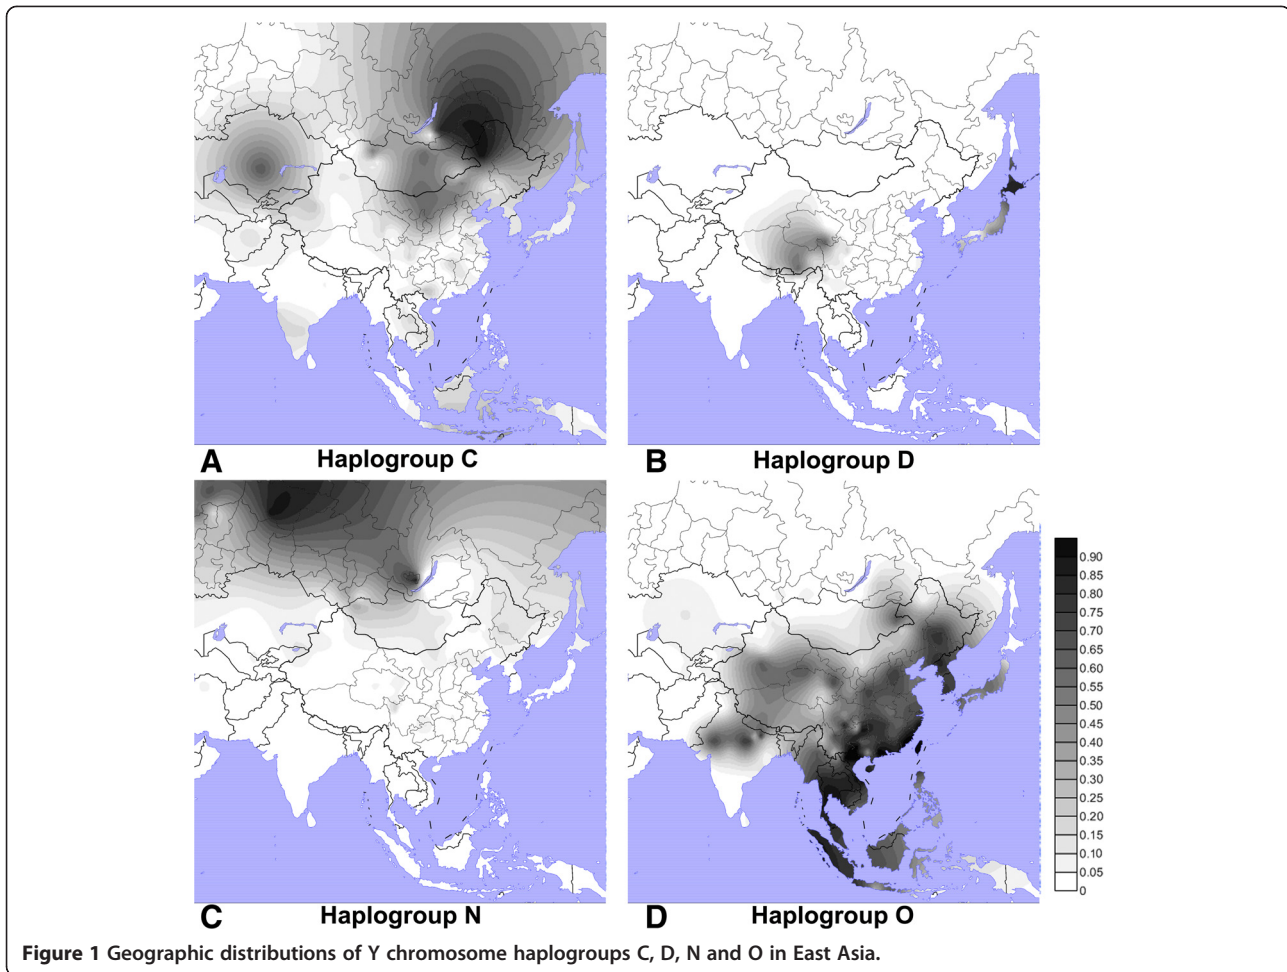 A
Haplogroup C
B
Haplogroup D
C
Haplogroup N
D
Haplogroup O
0.90
0.85
0.80
0.75
0.70
0.65
0.60
0.55
0.50
0.45
0.40
0.35
0.30
0.25
0.20
0.15
0.10
0.05
0
Figure 1 Geographic distributions of Y chromosome haplogroups C, D, N and O in East Asia.